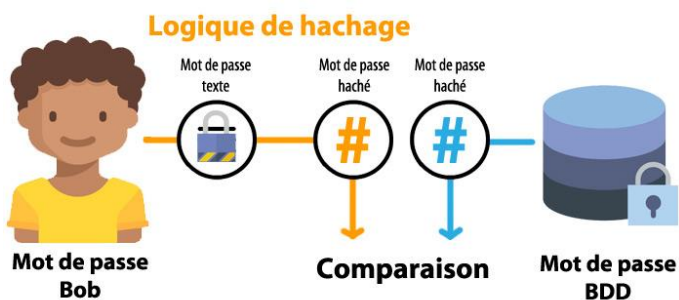 Logique de hachage
Mot de passe
texte
Mot de passe
haché
Mot de passe
haché
#
#
Mot de passe
Bob
Comparaison
Mot de passe
BDD